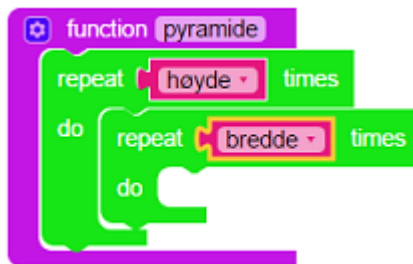 function pyramide
repeat høyde times
do repeat bredde times
do